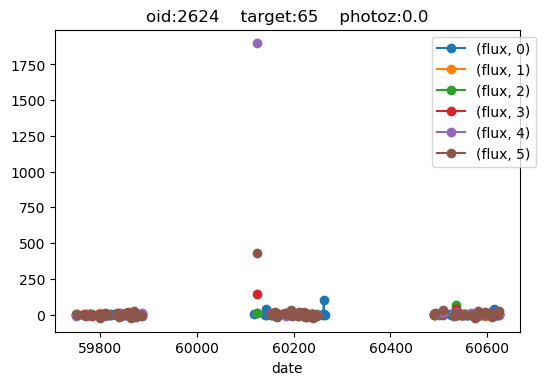 oid:2624    target:65    photoz:0.0
1750
1500
1250
1000
750
500
250
0
59800
60000
60200
60400
60600
date
(flux, 0)
(flux, 1)
(flux, 2)
(flux, 3)
(flux, 4)
(flux, 5)